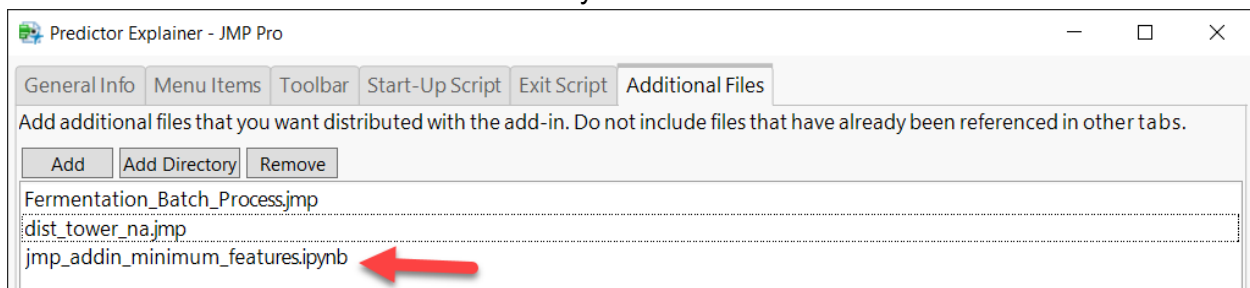 Predictor Explainer - JMP Pro
General Info Menu Items Toolbar Start-Up Script Exit Script Additional Files
Add additional files that you want distributed with the add-in. Do not include files that have already been referenced in other tabs.
Add Add Directory Remove
Fermentation_Batch_Process.jmp
dist_tower_na.jmp
jmp_addin_minimum_features.ipynb